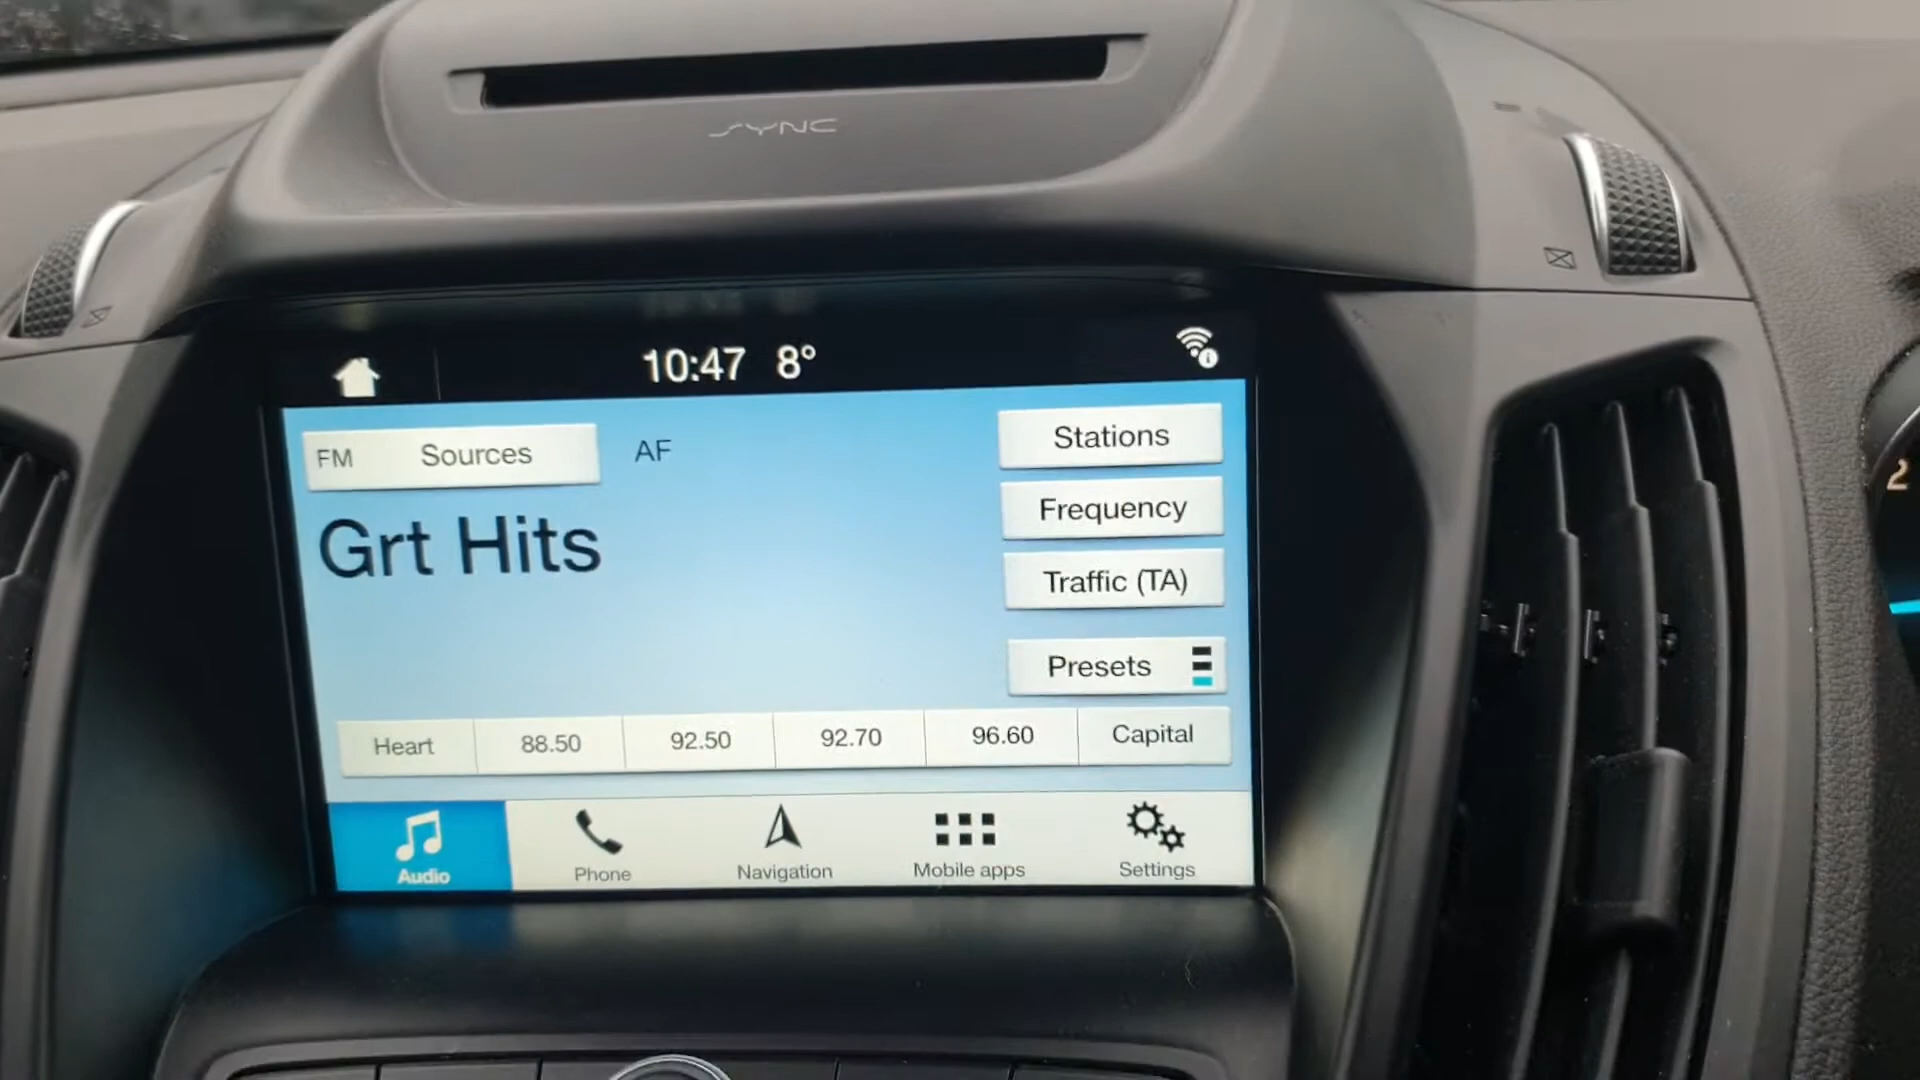 SYNC
10:47 8°
FM Sources AF
Stations
Grt Hits
Frequency
Traffic (TA)
Presets
Heart 88.50 92.50 92.70 96.60 Capital
Audio Phone Navigation Mobile apps Settings
2